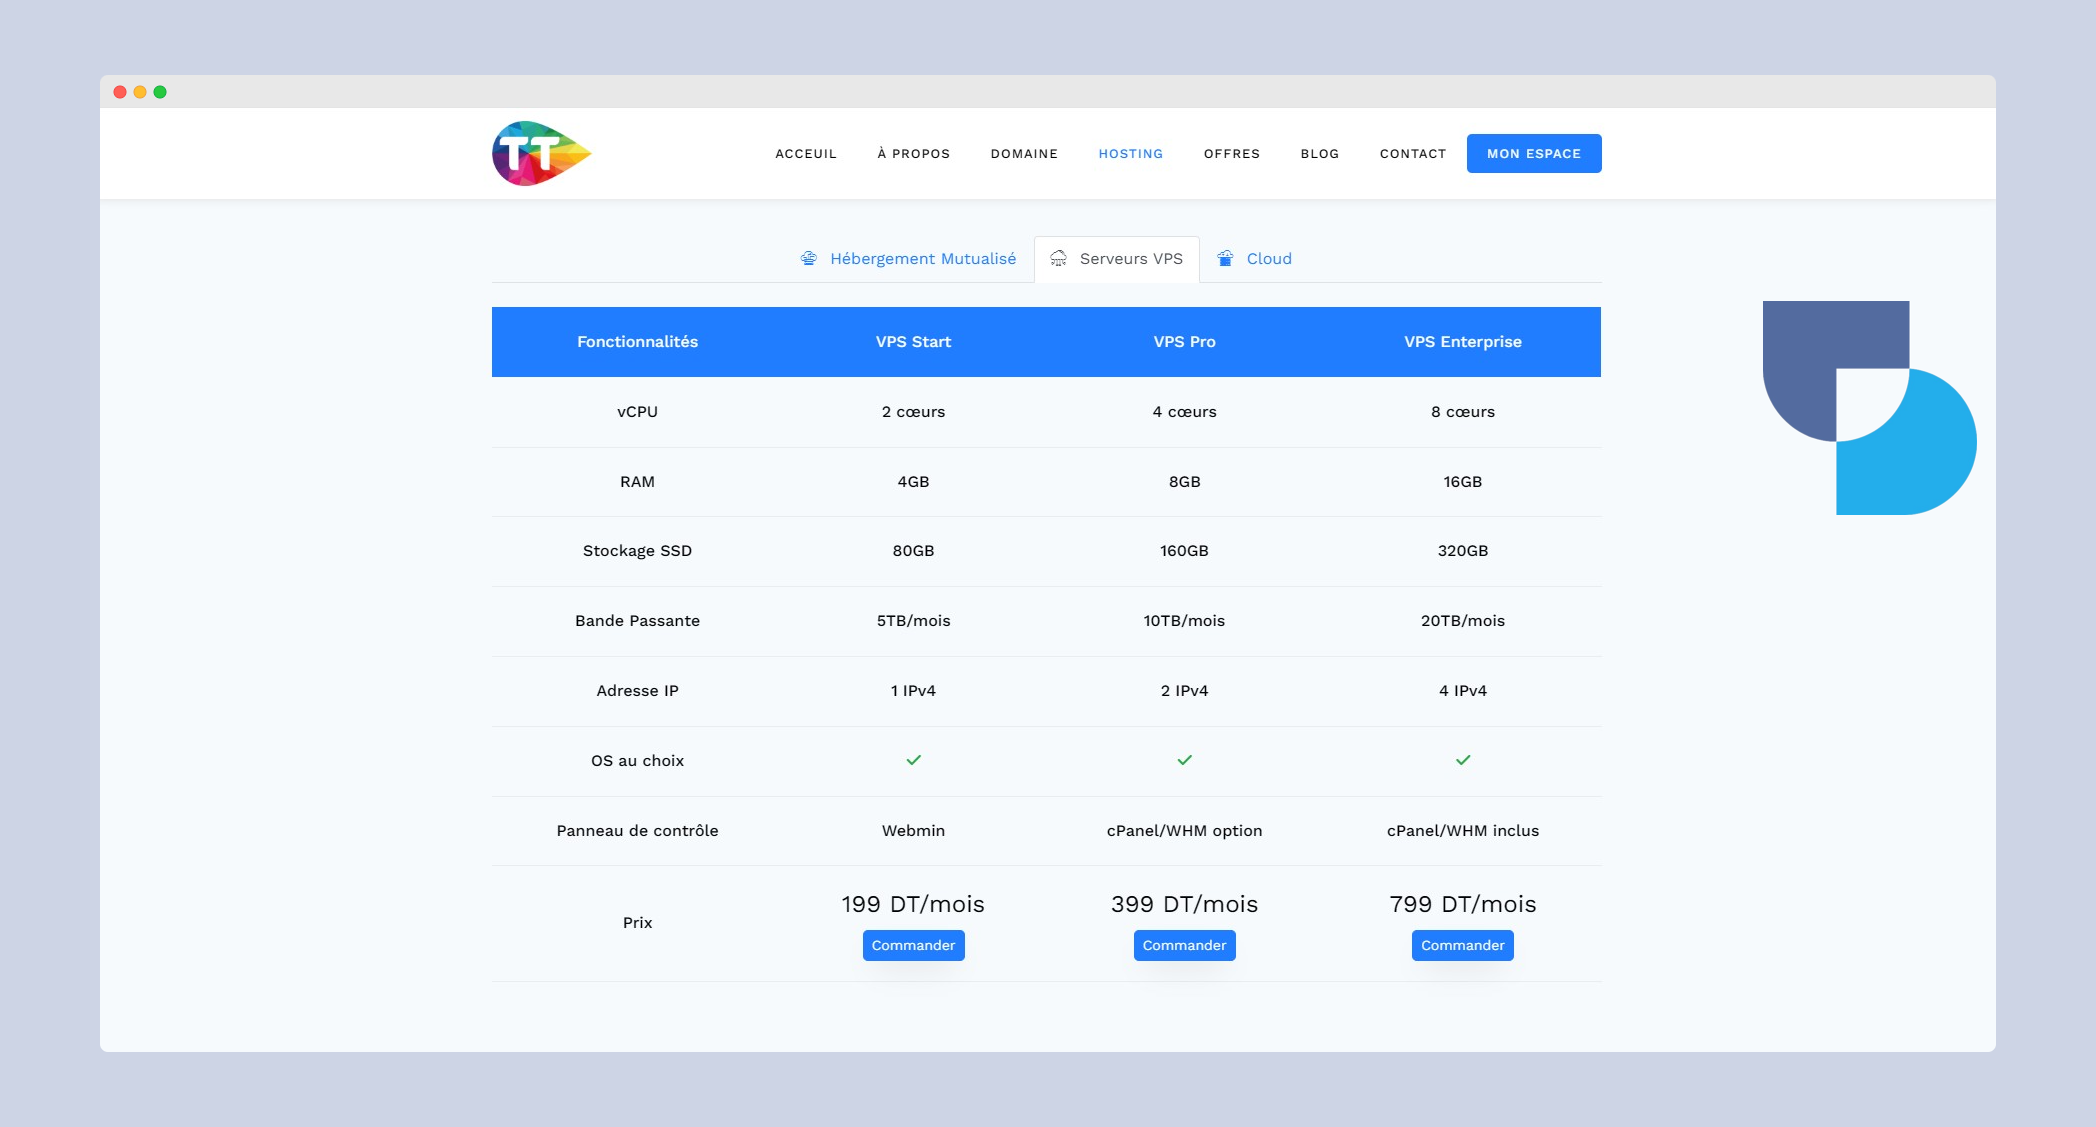 TT
ACCEUIL À PROPOS DOMAINE HOSTING OFFRES BLOG CONTACT MON ESPACE
Hébergement Mutualisé Serveurs VPS Cloud
Fonctionnalités VPS Start VPS Pro VPS Enterprise
vCPU 2 cœurs 4 cœurs 8 cœurs
RAM 4GB 8GB 16GB
Stockage SSD 80GB 160GB 320GB
Bande Passante 5TB/mois 10TB/mois 20TB/mois
Adresse IP 1 IPv4 2 IPv4 4 IPv4
OS au choix
Panneau de contrôle Webmin cPanel/WHM option cPanel/WHM inclus
Prix 199 DT/mois 399 DT/mois 799 DT/mois
Commander Commander Commander